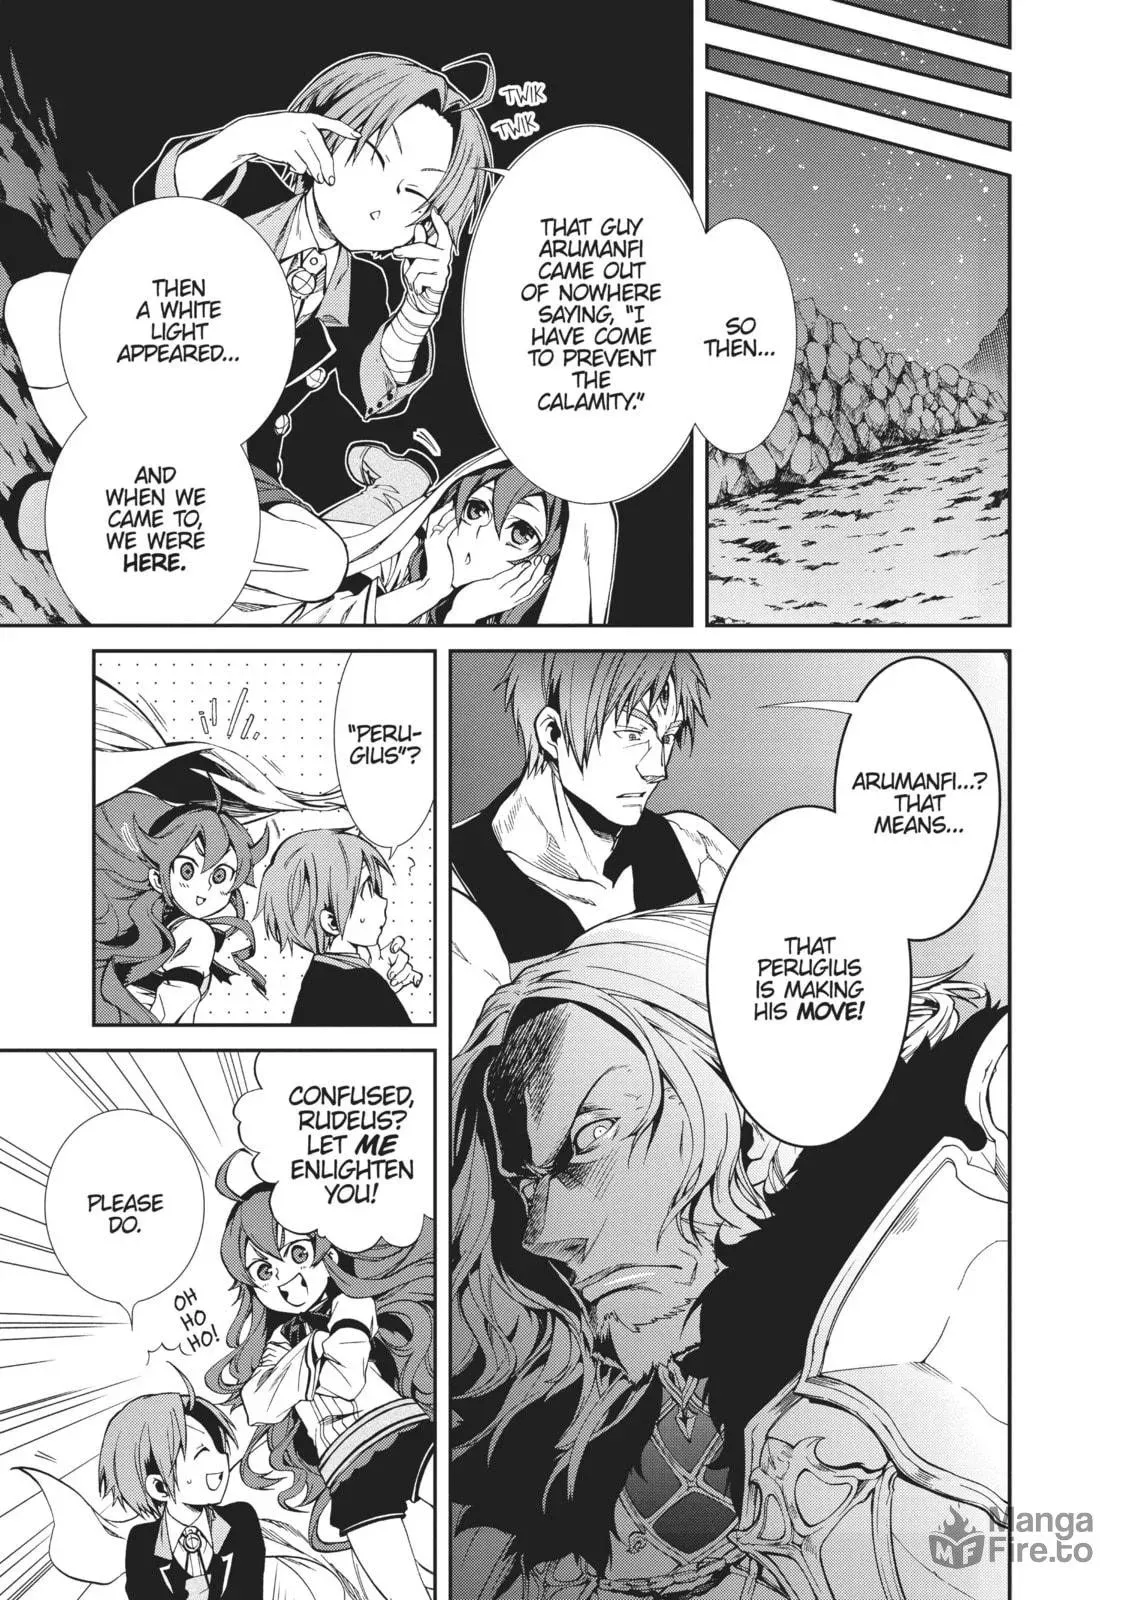 SO
THEN...
THAT GUY
ARUMANFI
CAME OUT
OF NOWHERE
SAYING, "I
HAVE COME
TO PREVENT
THE
CALAMITY."
TWIK
TWIK
THEN
A WHITE
LIGHT
APPEARED...
AND
WHEN WE
CAME TO,
WE WERE
HERE.
ARUMANFI...?
THAT
MEANS...
THAT
PERUGIUS
IS MAKING
HIS MOVE!
"PERU-
GIUS"?
?
CONFUSED,
RUDEUS?
LET ME
ENLIGHTEN
YOU!
OH
HO
HO!
PLEASE
DO.
MF
Manga
Fire.to